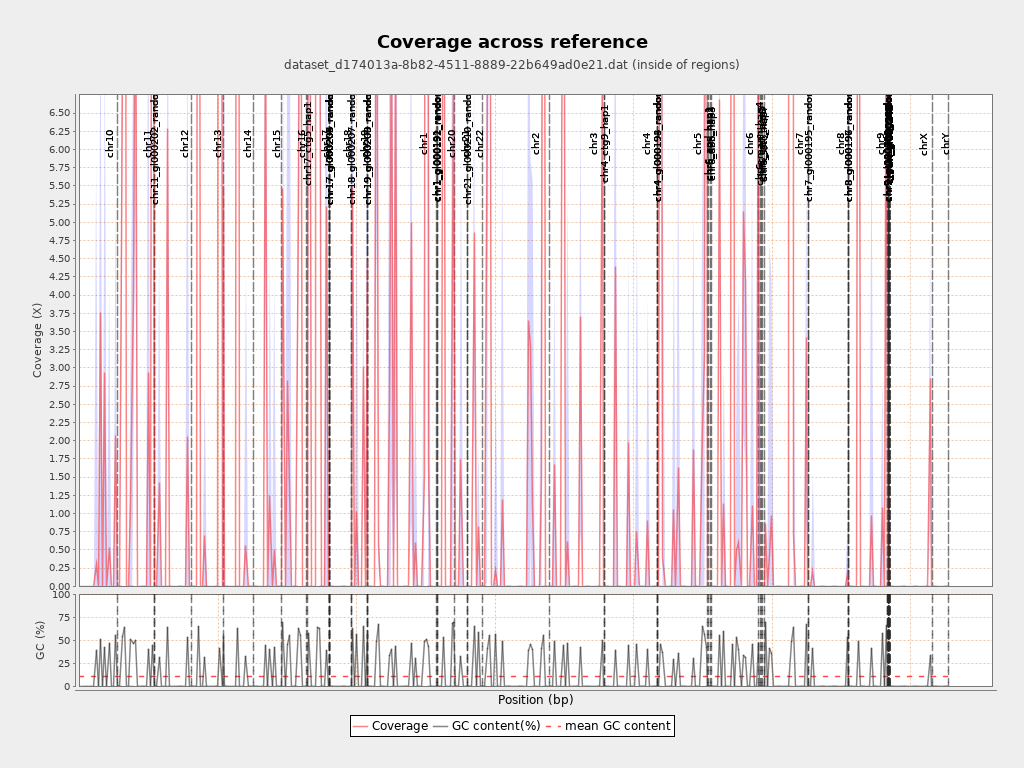 Coverage across reference
dataset_d174013a-8b82-4511-8889-22b649ad0e21.dat (inside of regions)
6.50
6.25
6.00
5.75
5.50
5.25
5.00
4.75
4.50
4.25
4.00
3.75
3.50
3.25
3.00
2.75
2.50
2.25
2.00
1.75
1.50
1.25
1.00
0.75
0.50
0.25
0.00
Coverage (X)
chr10
chr12
chr13
chr14
chr15
chr1
chr20
chr22
chr2
chr3
chr4_ctg9_hap1
chr4
chr5
chr6
chr7
chr7_gl000195_rando
chr8
chr8_gl000196_rando
chr9
chrX
chrY
100
75
50
25
0
GC (%)
Position (bp)
Coverage
GC content(%)
mean GC content